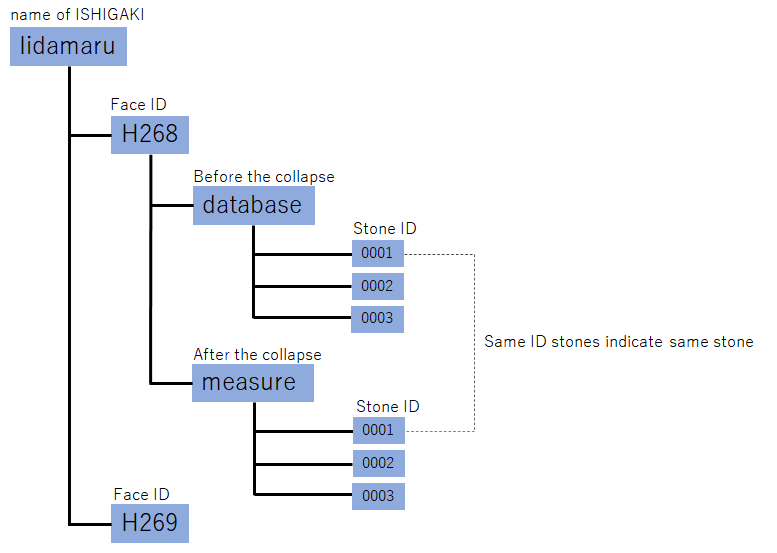 name of ISHIGAKI
Iidamaru
Face ID
H268
Before the collapse
database
Stone ID
0001
0002
0003
Same ID stones indicate same stone
After the collapse
measure
Stone ID
0001
0002
0003
Face ID
H269